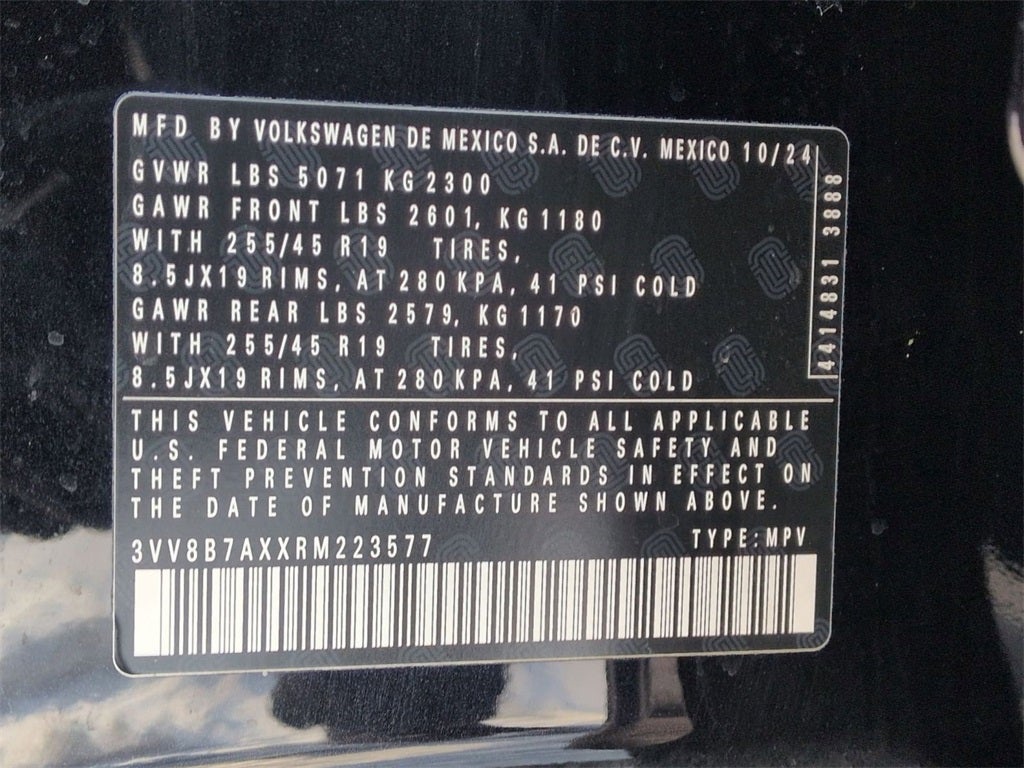 MFD BY VOLKSWAGEN DE MEXICO S.A. DE C.V. MEXICO 10/24
GVWR LBS 5071 KG 2300
GAWR FRONT LBS 2601, KG 1180
WITH 255/45 R19 TIRES,
8.5JX19 RIMS, AT 280 KPA, 41 PSI COLD
GAWR REAR LBS 2579, KG 1170
WITH 255/45 R19 TIRES,
8.5JX19 RIMS, AT 280 KPA, 41 PSI COLD
4414831 3888
THIS VEHICLE CONFORMS TO ALL APPLICABLE
U.S. FEDERAL MOTOR VEHICLE SAFETY AND
THEFT PREVENTION STANDARDS IN EFFECT ON
THE DATE OF MANUFACTURE SHOWN ABOVE.
3VV8B7AXXRM223577 TYPE: MPV